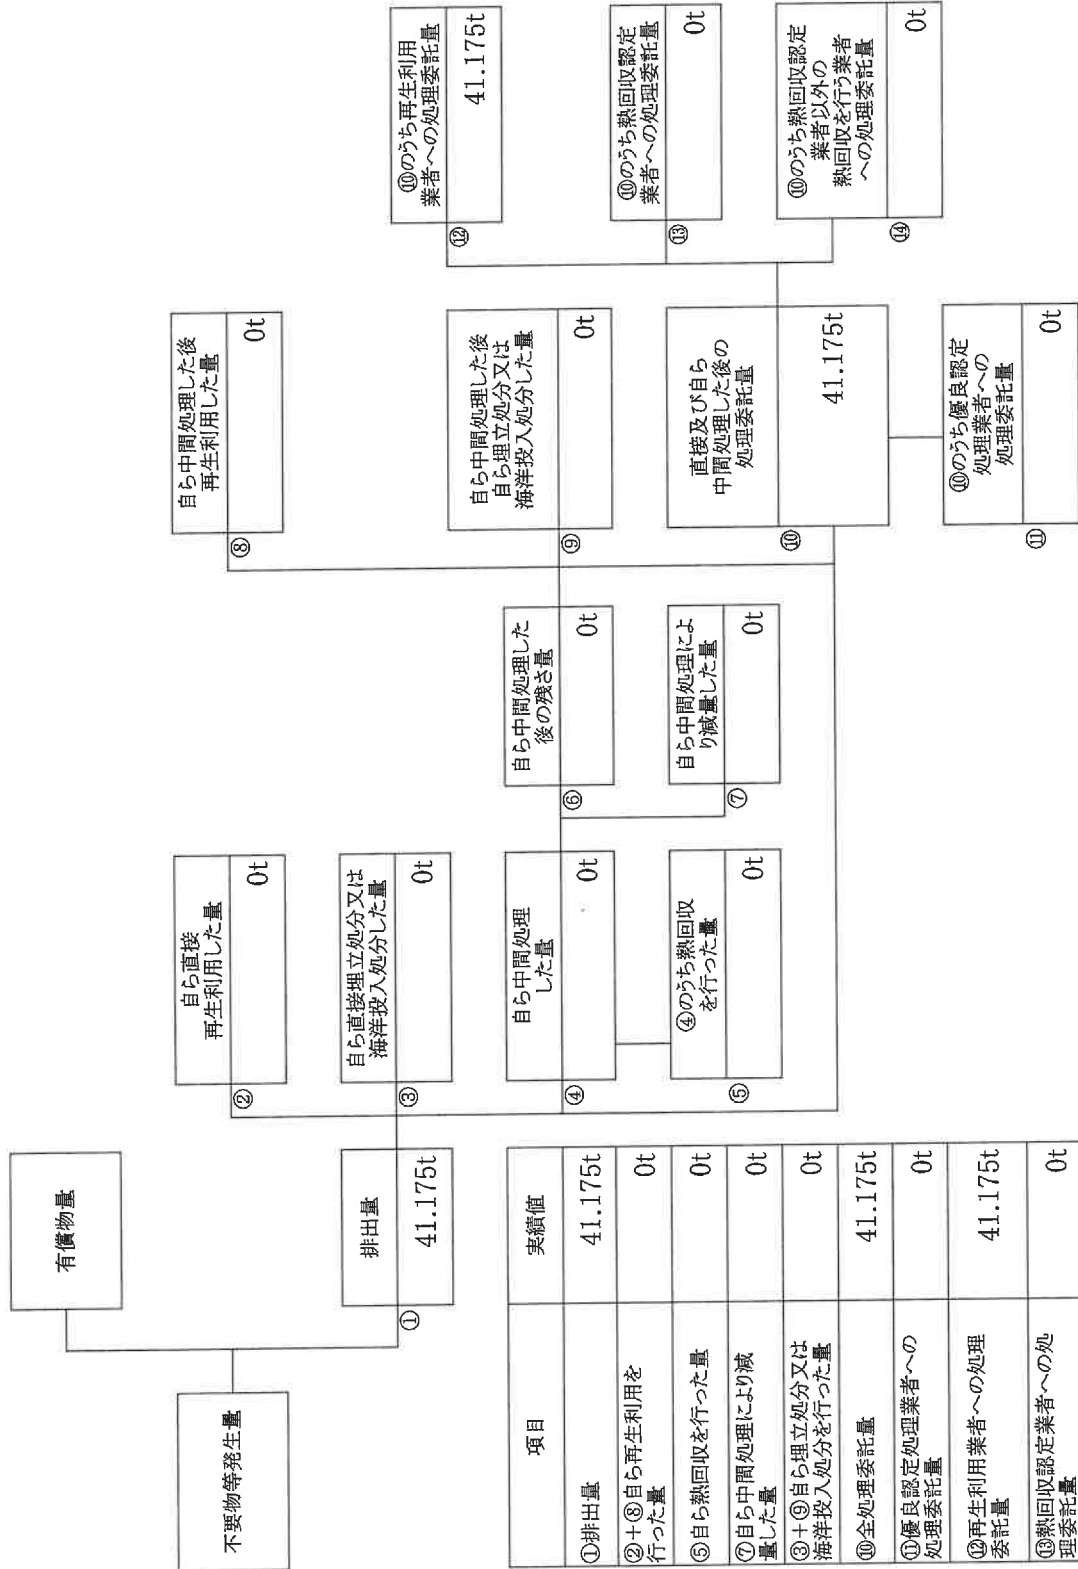 不要物等発生量
有償物量
排出量
① 41.175t
自ら直接
再生利用した量
② 0t
自ら直接埋立処分又は
海洋投入処分した量
③ 0t
自ら中間処理
した量
④ 0t
④のうち熱回収
を行った量
⑤ 0t
自ら中間処理した
後の残さ量
⑥ 0t
自ら中間処理によ
り減量した量
⑦ 0t
自ら中間処理した後
再生利用した量
⑧ 0t
自ら中間処理した後
自ら埋立処分又は
海洋投入処分した量
⑨ 0t
直接及び自ら
中間処理した後の
処理委託量
⑩ 41.175t
⑩のうち優良認定
処理業者への
処理委託量
⑪ 0t
⑩のうち再生利用
業者への処理委託量
⑫ 41.175t
⑩のうち熱回収認定
業者への処理委託量
⑬ 0t
⑩のうち熱回収認定
業者以外の
熱回収を行う業者
への処理委託量
⑭ 0t
項目 実績値
①排出量 41.175t
②+⑧自ら再生利用を
行った量 0t
⑤自ら熱回収を行った量 0t
⑦自ら中間処理により減
量した量 0t
③+⑨自ら埋立処分又は
海洋投入処分を行った量 0t
⑩全処理委託量 41.175t
⑪優良認定処理業者への
処理委託量 0t
⑫再生利用業者への処理
委託量 41.175t
⑬熱回収認定業者への処
理委託量 0t